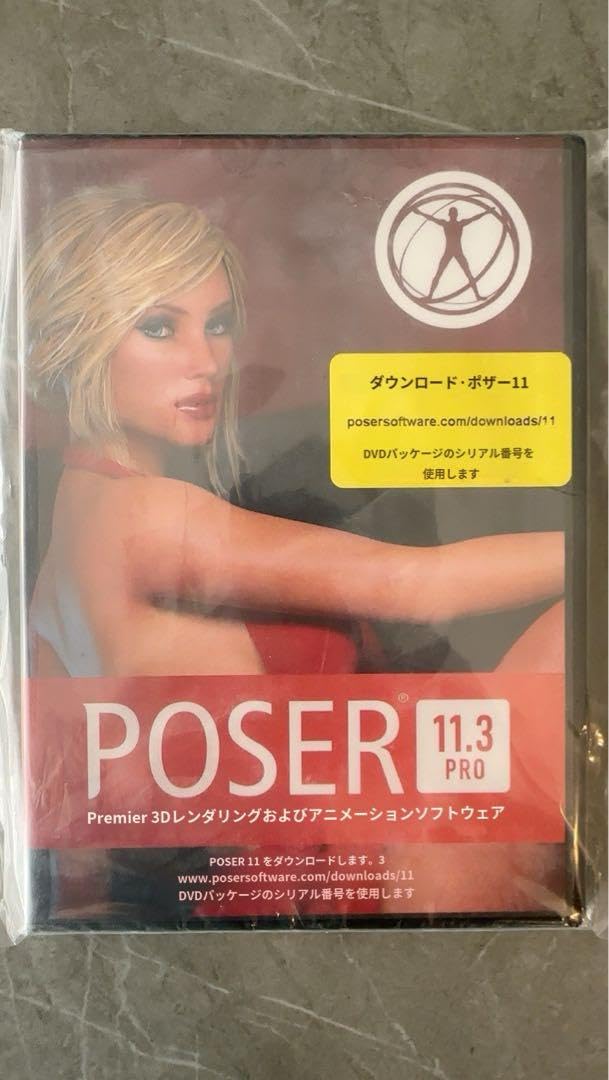 ダウンロード・ポザー11
posersoftware.com/downloads/11
DVDパッケージのシリアル番号を
使用します
POSER®
11.3
PRO
Premier 3Dレンダリングおよびアニメーションソフトウェア
POSER 11 をダウンロードします。3
www.posersoftware.com/downloads/11
DVDパッケージのシリアル番号を使用します